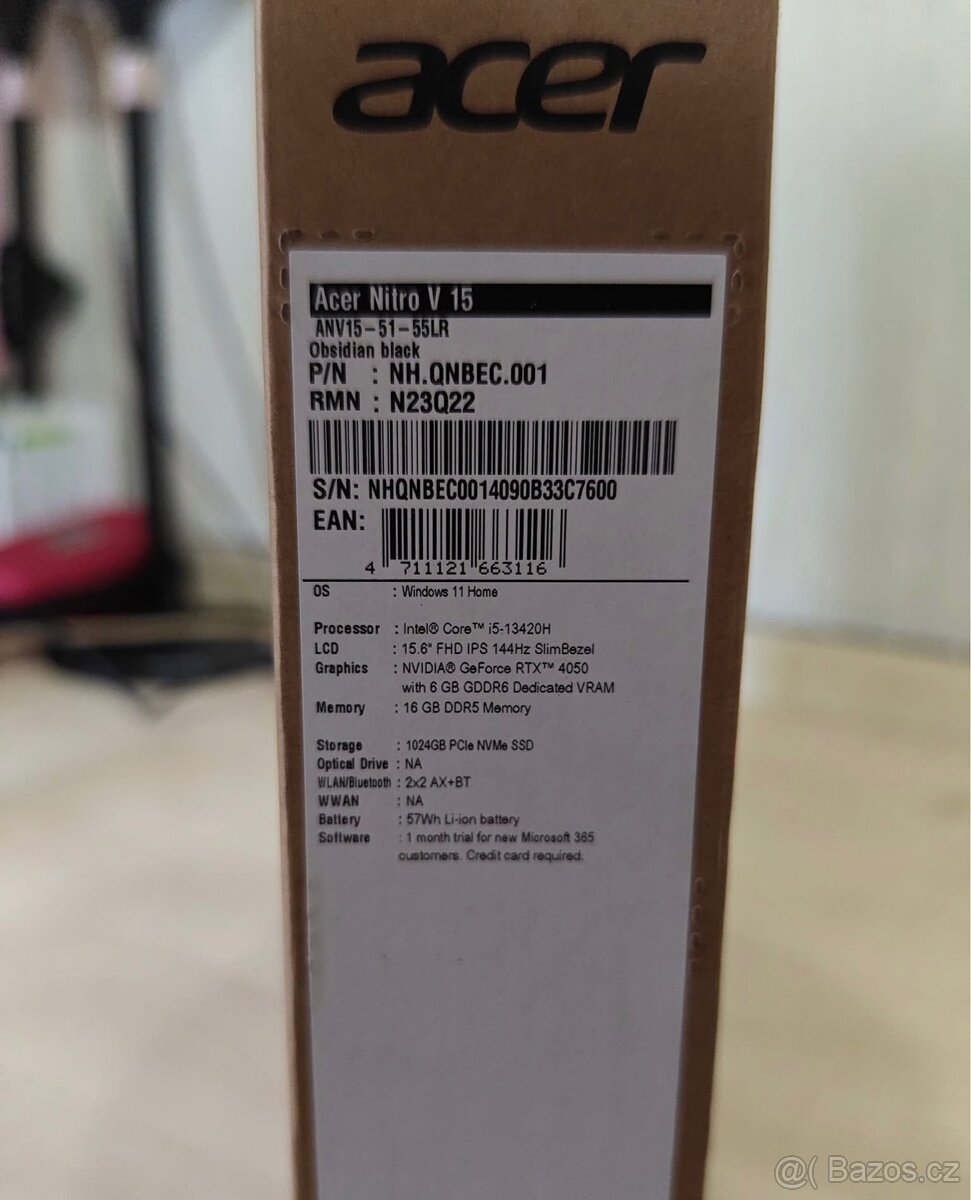 acer
Acer Nitro V 15
ANV15-51-55LR
Obsidian black
P/N : NH.QNBEC.001
RMN : N23Q22
S/N: NHQNBEC0014090B33C7600
EAN:
4 711121 663116
OS : Windows 11 Home
Processor : Intel® Core™ i5-13420H
LCD : 15.6" FHD IPS 144Hz SlimBezel
Graphics : NVIDIA® GeForce RTX™ 4050
with 6 GB GDDR6 Dedicated VRAM
Memory : 16 GB DDR5 Memory
Storage : 1024GB PCIe NVMe SSD
Optical Drive : NA
WLAN/Bluetooth : 2x2 AX+BT
WWAN : NA
Battery : 57Wh Li-ion battery
Software : 1 month trial for new Microsoft 365
customers. Credit card required.
@( Bazos.cz